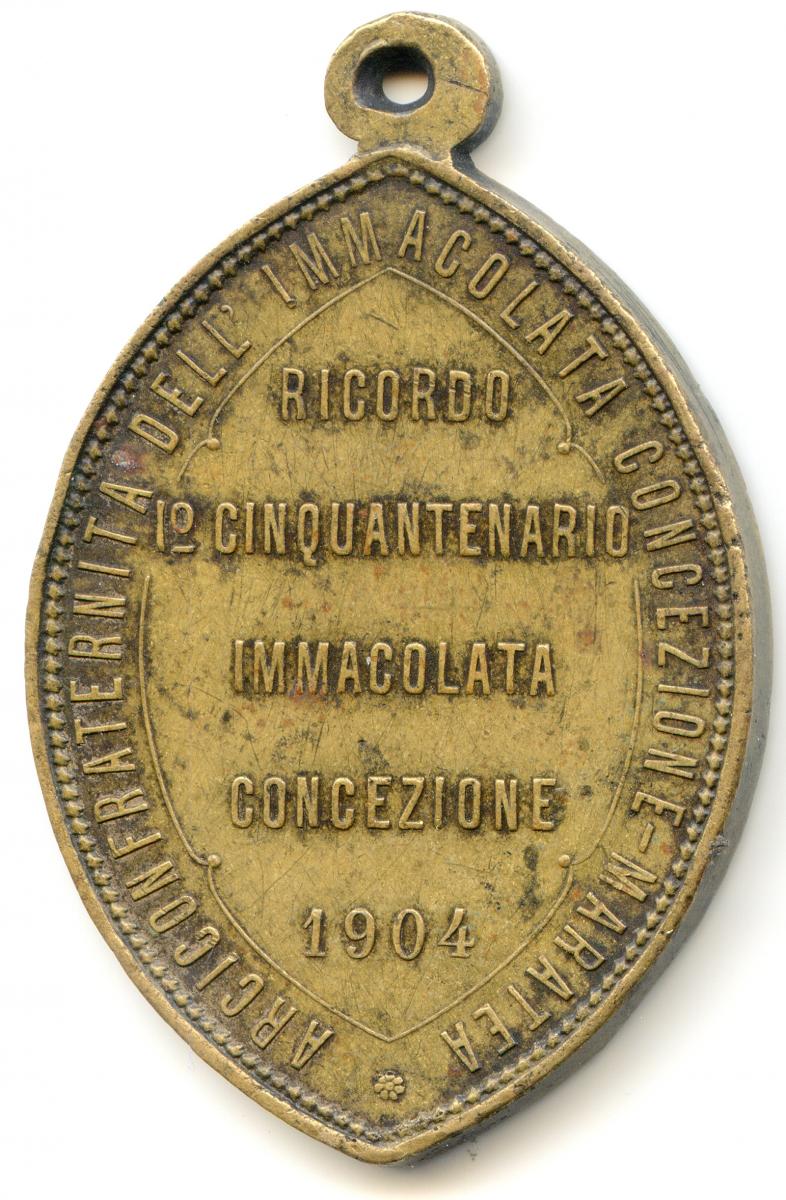 ARCICONFRATERNITA DELL' IMMACOLATA CONCEZIONE-MARATEA
RICORDO
1º CINQUANTENARIO
IMMACOLATA
CONCEZIONE
1904